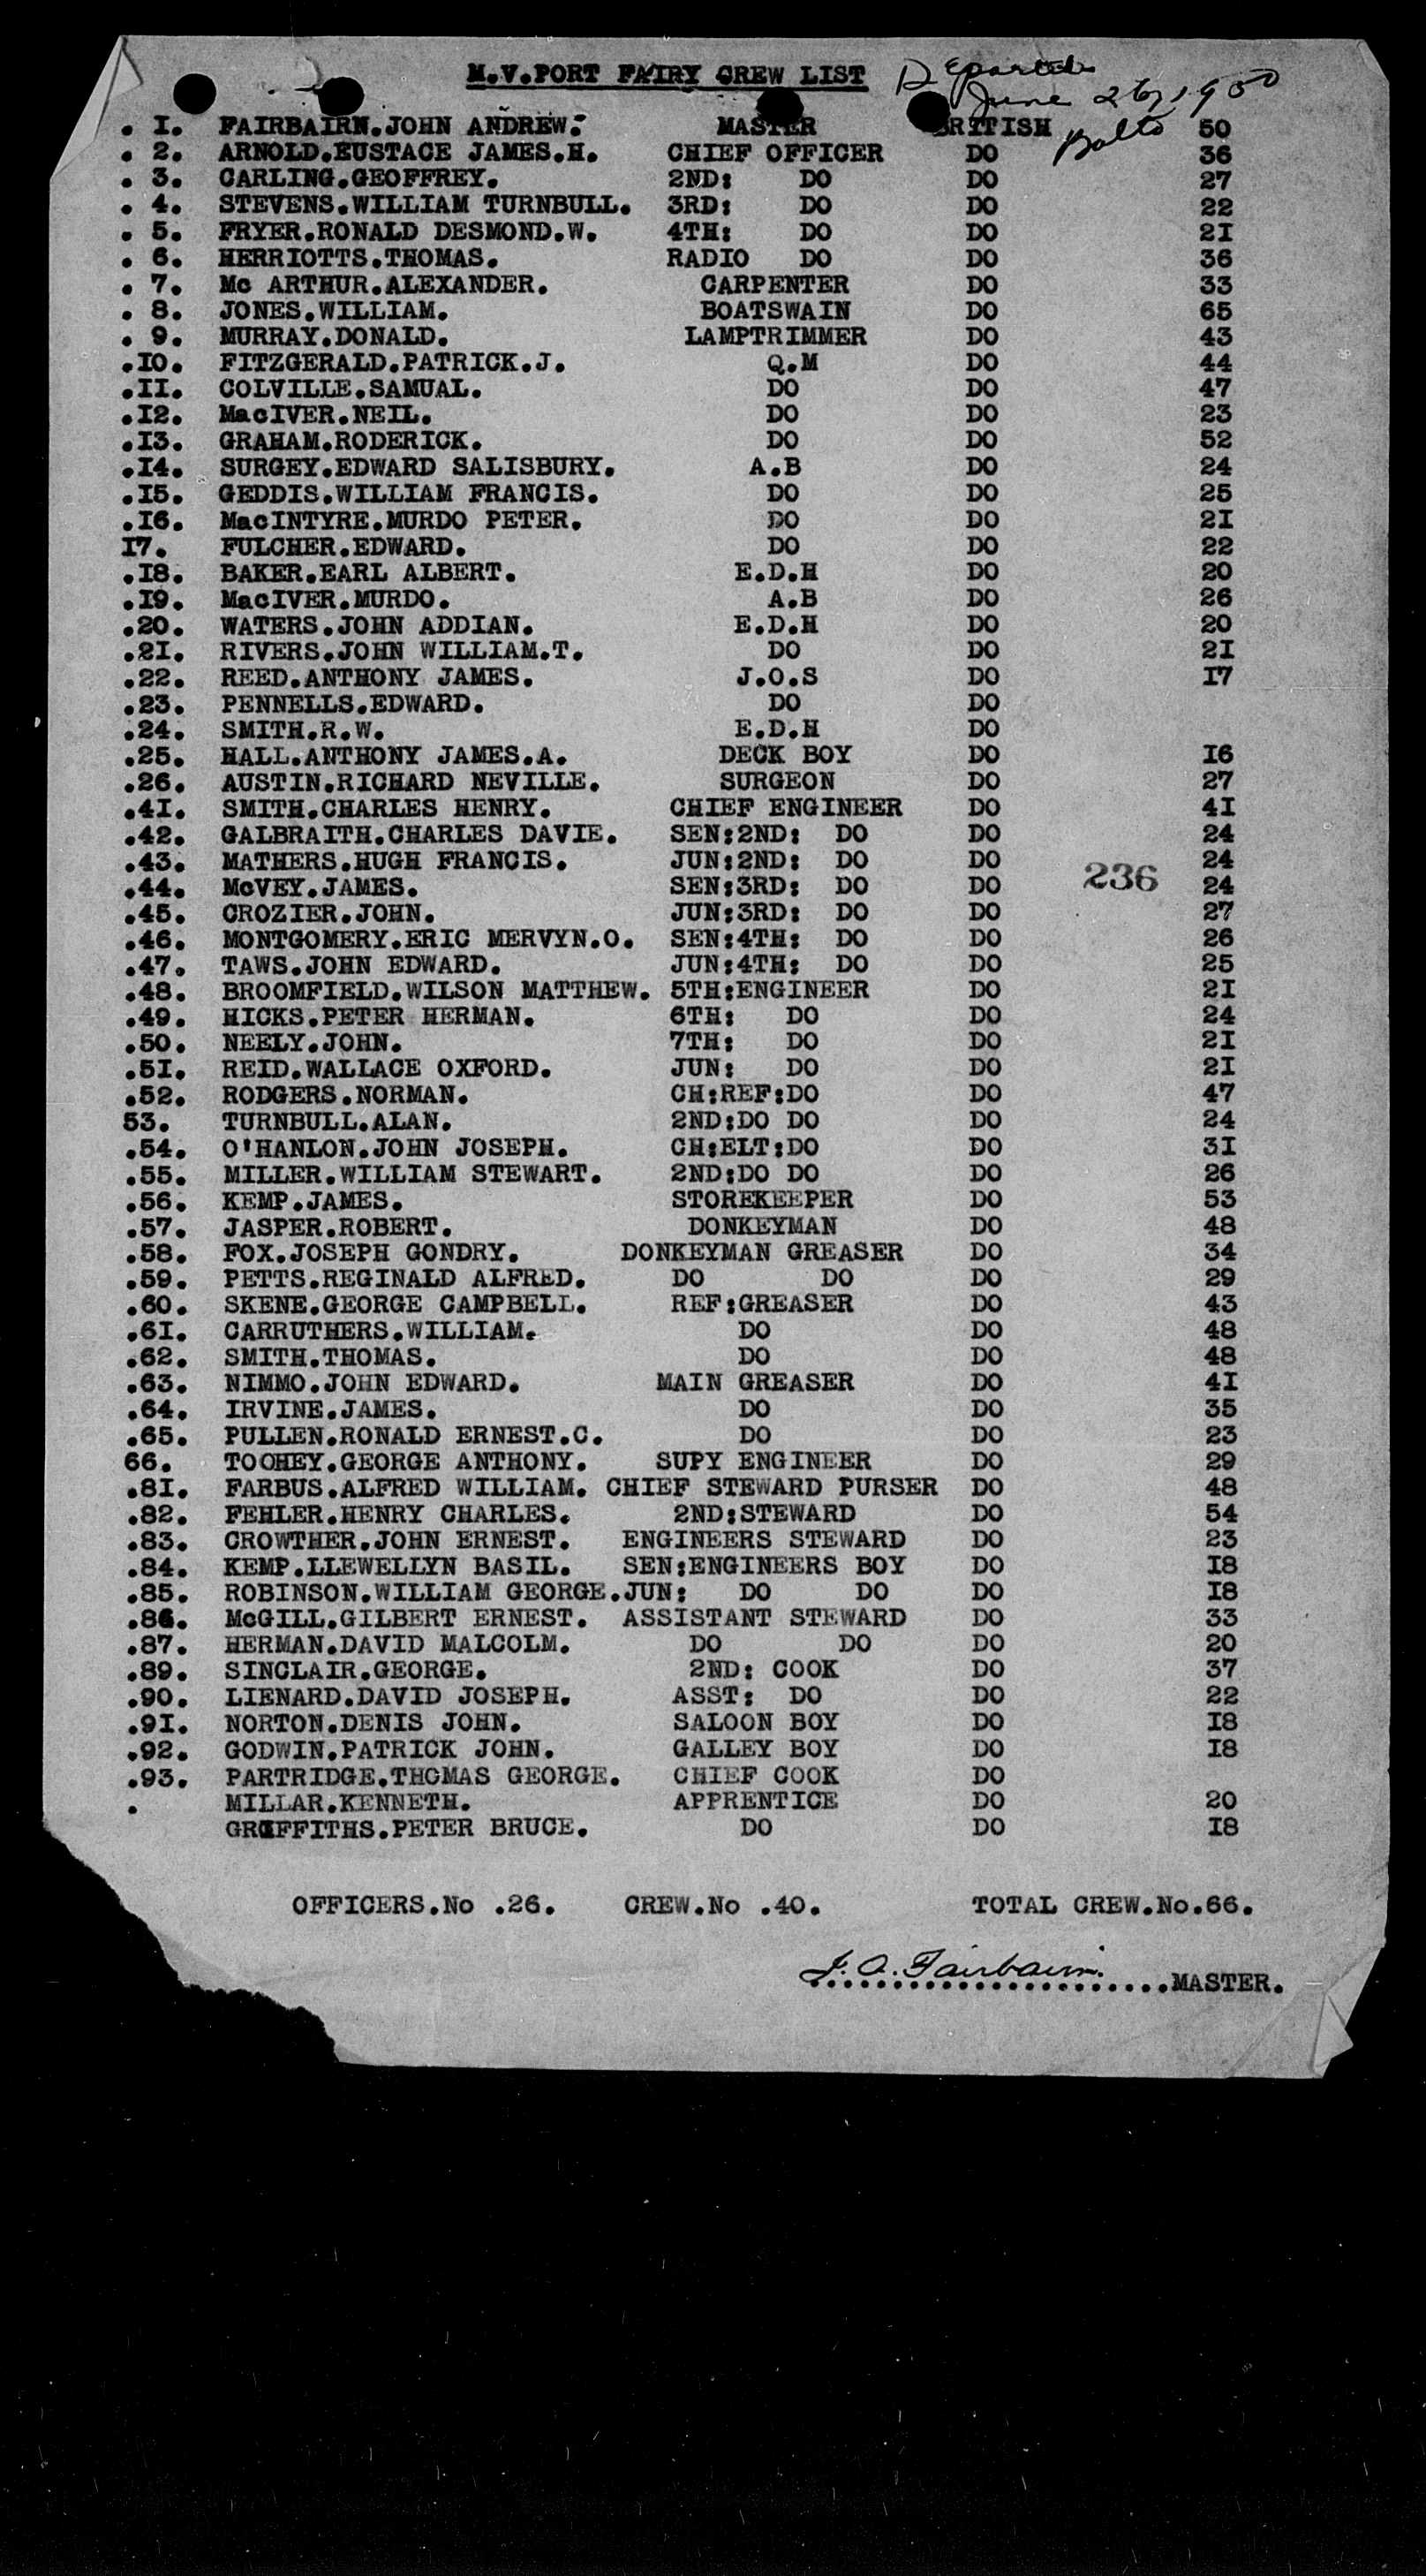 M.V.PORT FAIRY CREW LIST Departed
June 26, 1950
Balto
. I. FAIRBAIRN.JOHN ANDREW. MASTER BRITISH 50
. 2. ARNOLD.EUSTACE JAMES.H. CHIEF OFFICER DO 36
. 3. CARLING.GEOFFREY. 2ND: DO DO 27
. 4. STEVENS.WILLIAM TURNBULL. 3RD: DO DO 22
. 5. FRYER.RONALD DESMOND.W. 4TH: DO DO 2I
. 6. HERRIOTTS.THOMAS. RADIO DO DO 36
. 7. Mc ARTHUR.ALEXANDER. CARPENTER DO 33
. 8. JONES.WILLIAM. BOATSWAIN DO 65
. 9. MURRAY.DONALD. LAMPTRIMMER DO 43
.IO. FITZGERALD.PATRICK.J. Q.M DO 44
.II. COLVILLE.SAMUAL. DO DO 47
.I2. MacIVER.NEIL. DO DO 23
.I3. GRAHAM.RODERICK. DO DO 52
.I4. SURGEY.EDWARD SALISBURY. A.B DO 24
.I5. GEDDIS.WILLIAM FRANCIS. DO DO 25
.I6. MacINTYRE.MURDO PETER. DO DO 2I
I7. FULCHER.EDWARD. DO DO 22
.I8. BAKER.EARL ALBERT. E.D.H DO 20
.I9. MacIVER.MURDO. A.B DO 26
.20. WATERS.JOHN ADDIAN. E.D.H DO 20
.2I. RIVERS.JOHN WILLIAM.T. DO DO 2I
.22. REED.ANTHONY JAMES. J.O.S DO I7
.23. PENNELLS.EDWARD. DO DO
.24. SMITH.R.W. E.D.H DO
.25. HALL.ANTHONY JAMES.A. DECK BOY DO I6
.26. AUSTIN.RICHARD NEVILLE. SURGEON DO 27
.4I. SMITH.CHARLES HENRY. CHIEF ENGINEER DO 4I
.42. GALBRAITH.CHARLES DAVIE. SEN:2ND: DO DO 24
.43. MATHERS.HUGH FRANCIS. JUN:2ND: DO DO 24
.44. McVEY.JAMES. SEN:3RD: DO DO 236 24
.45. CROZIER.JOHN. JUN:3RD: DO DO 27
.46. MONTGOMERY.ERIC MERVYN.O. SEN:4TH: DO DO 26
.47. TAWS.JOHN EDWARD. JUN:4TH: DO DO 25
.48. BROOMFIELD.WILSON MATTHEW. 5TH:ENGINEER DO 2I
.49. HICKS.PETER HERMAN. 6TH: DO DO 24
.50. NEELY.JOHN. 7TH: DO DO 2I
.5I. REID.WALLACE OXFORD. JUN: DO DO 2I
.52. RODGERS.NORMAN. CH:REF:DO DO 47
53. TURNBULL.ALAN. 2ND:DO DO DO 24
.54. O'HANLON.JOHN JOSEPH. CH:ELT:DO DO 3I
.55. MILLER.WILLIAM STEWART. 2ND:DO DO DO 26
.56. KEMP.JAMES. STOREKEEPER DO 53
.57. JASPER.ROBERT. DONKEYMAN DO 48
.58. FOX.JOSEPH GONDRY. DONKEYMAN GREASER DO 34
.59. PETTS.REGINALD ALFRED. DO DO DO 29
.60. SKENE.GEORGE CAMPBELL. REF:GREASER DO 43
.6I. CARRUTHERS.WILLIAM. DO DO 48
.62. SMITH.THOMAS. DO DO 48
.63. NIMMO.JOHN EDWARD. MAIN GREASER DO 4I
.64. IRVINE.JAMES. DO DO 35
.65. PULLEN.RONALD ERNEST.C. DO DO 23
66. TOOHEY.GEORGE ANTHONY. SUPY ENGINEER DO 29
.8I. FARBUS.ALFRED WILLIAM. CHIEF STEWARD PURSER DO 48
.82. FEHLER.HENRY CHARLES. 2ND:STEWARD DO 54
.83. CROWTHER.JOHN ERNEST. ENGINEERS STEWARD DO 23
.84. KEMP.LLEWELLYN BASIL. SEN:ENGINEERS BOY DO I8
.85. ROBINSON.WILLIAM GEORGE.JUN: DO DO DO I8
.86. McGILL.GILBERT ERNEST. ASSISTANT STEWARD DO 33
.87. HERMAN.DAVID MALCOLM. DO DO DO 20
.89. SINCLAIR.GEORGE. 2ND: COOK DO 37
.90. LIENARD.DAVID JOSEPH. ASST: DO DO 22
.9I. NORTON.DENIS JOHN. SALOON BOY DO I8
.92. GODWIN.PATRICK JOHN. GALLEY BOY DO I8
.93. PARTRIDGE.THOMAS GEORGE. CHIEF COOK DO
. MILLAR.KENNETH. APPRENTICE DO 20
GRIFFITHS.PETER BRUCE. DO DO I8
OFFICERS.No .26. CREW.No .40. TOTAL CREW.No.66.
J. A. Fairbairn.
......................MASTER.